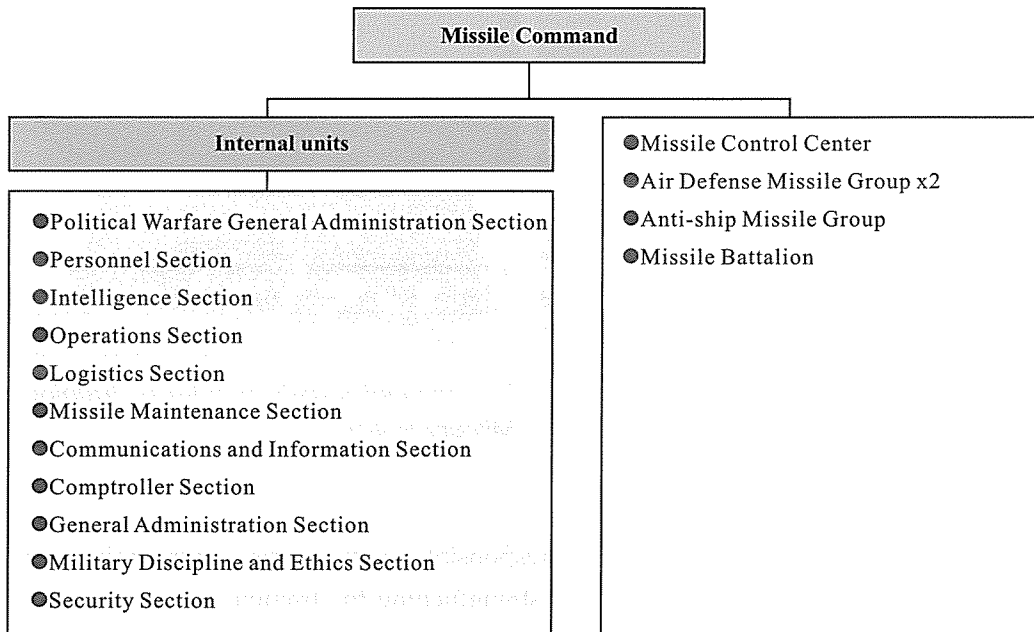 Missile Command
Internal units
●Political Warfare General Administration Section
●Personnel Section
●Intelligence Section
●Operations Section
●Logistics Section
●Missile Maintenance Section
●Communications and Information Section
●Comptroller Section
●General Administration Section
●Military Discipline and Ethics Section
●Security Section
●Missile Control Center
●Air Defense Missile Group x2
●Anti-ship Missile Group
●Missile Battalion